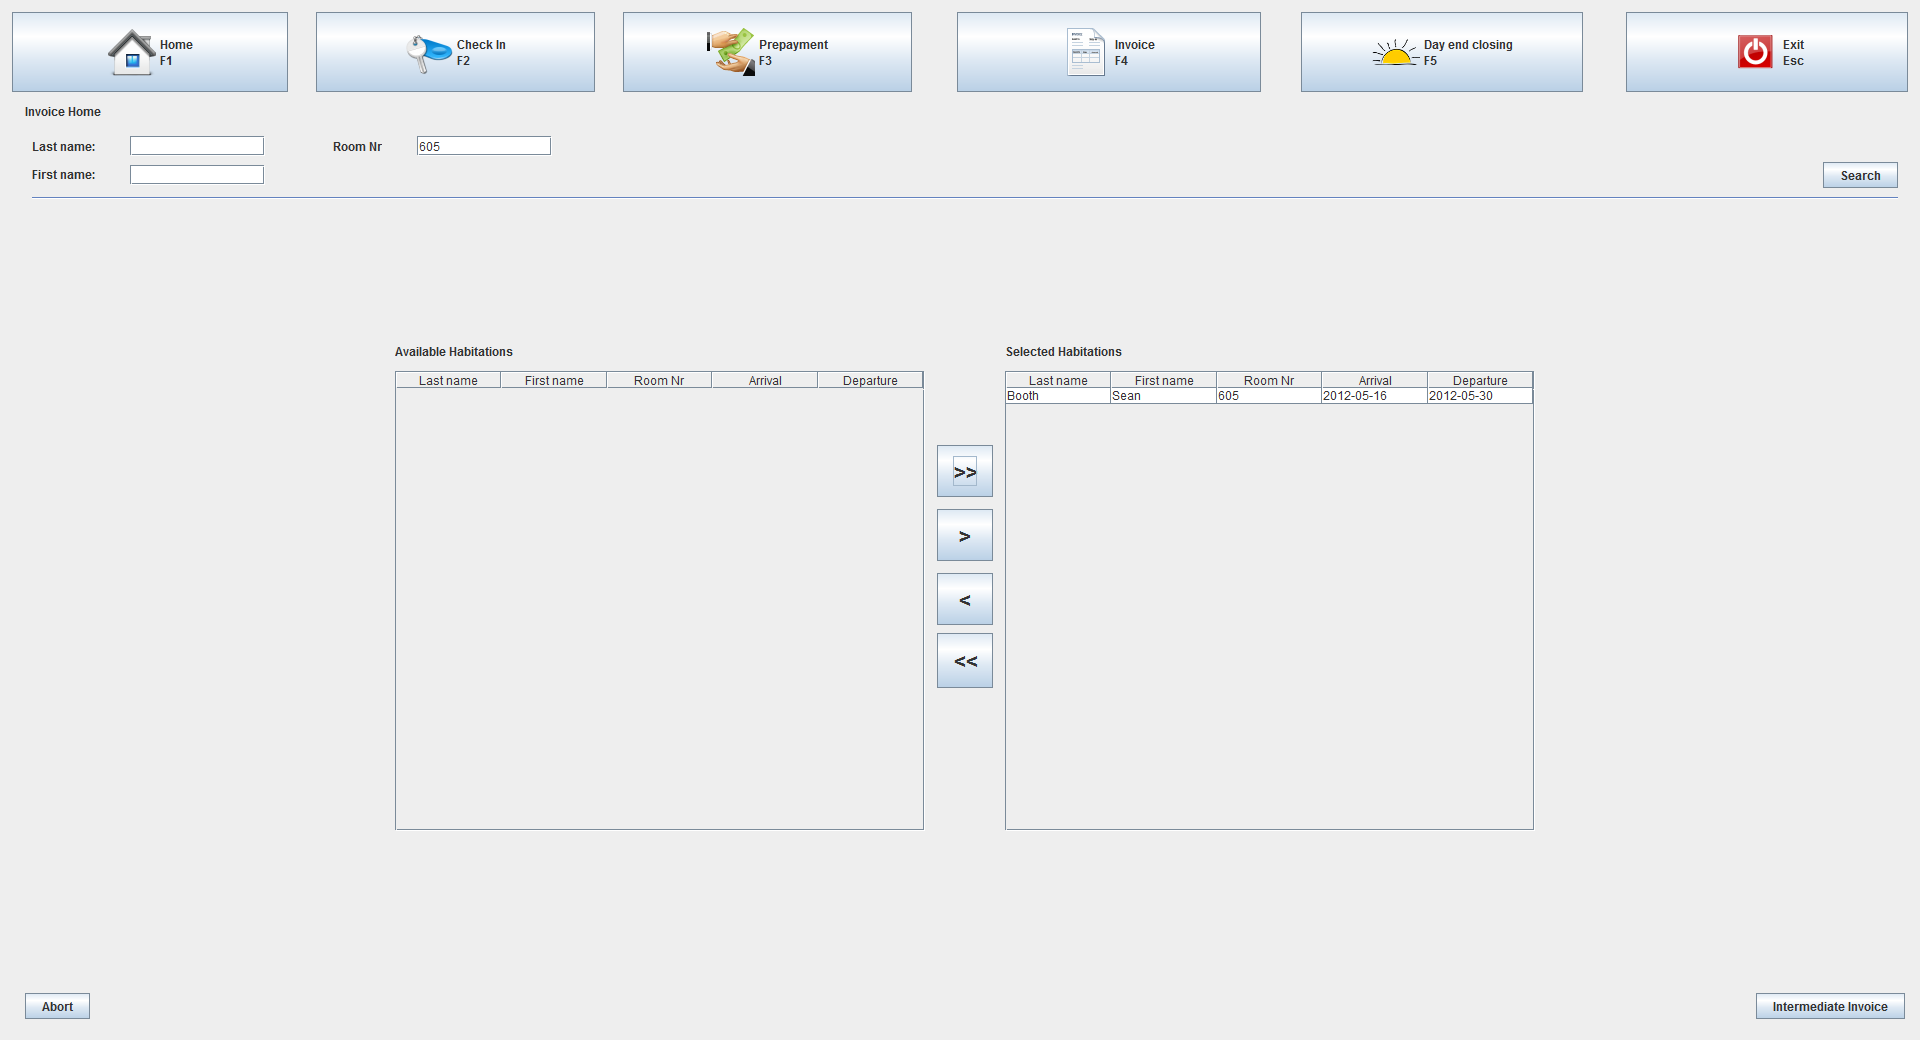 Home
F1
Check In
F2
Prepayment
F3
Invoice
F4
Day end closing
F5
Exit
Esc
Invoice Home
Last name:
Room Nr 605
First name:
Search
Available Habitations
Last name First name Room Nr Arrival Departure
>>
>
<
<<
Selected Habitations
Last name First name Room Nr Arrival Departure
Booth Sean 605 2012-05-16 2012-05-30
Abort
Intermediate Invoice